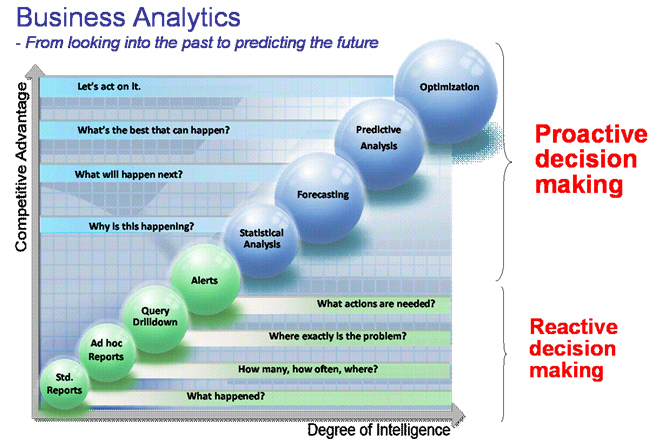 Business Analytics
- From looking into the past to predicting the future
Competitive Advantage
Let's act on it.
Optimization
What's the best that can happen?
Predictive
Analysis
What will happen next?
Forecasting
Why is this happening?
Statistical
Analysis
Alerts
What actions are needed?
Query
Drilldown
Where exactly is the problem?
Ad hoc
Reports
How many, how often, where?
Std.
Reports
What happened?
Degree of Intelligence
Proactive
decision
making
Reactive
decision
making